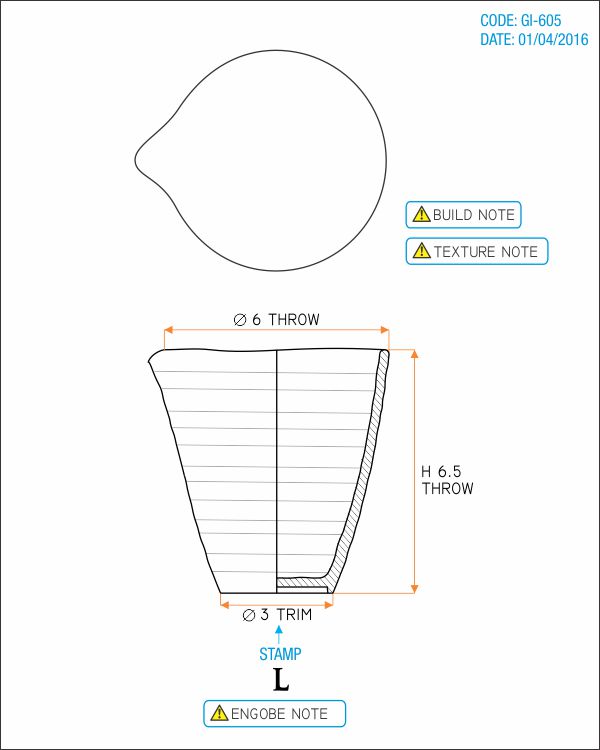 CODE: GI-605
DATE: 01/04/2016
BUILD NOTE
TEXTURE NOTE
∅ 6 THROW
H 6.5
THROW
∅ 3 TRIM
STAMP
L
ENGOBE NOTE